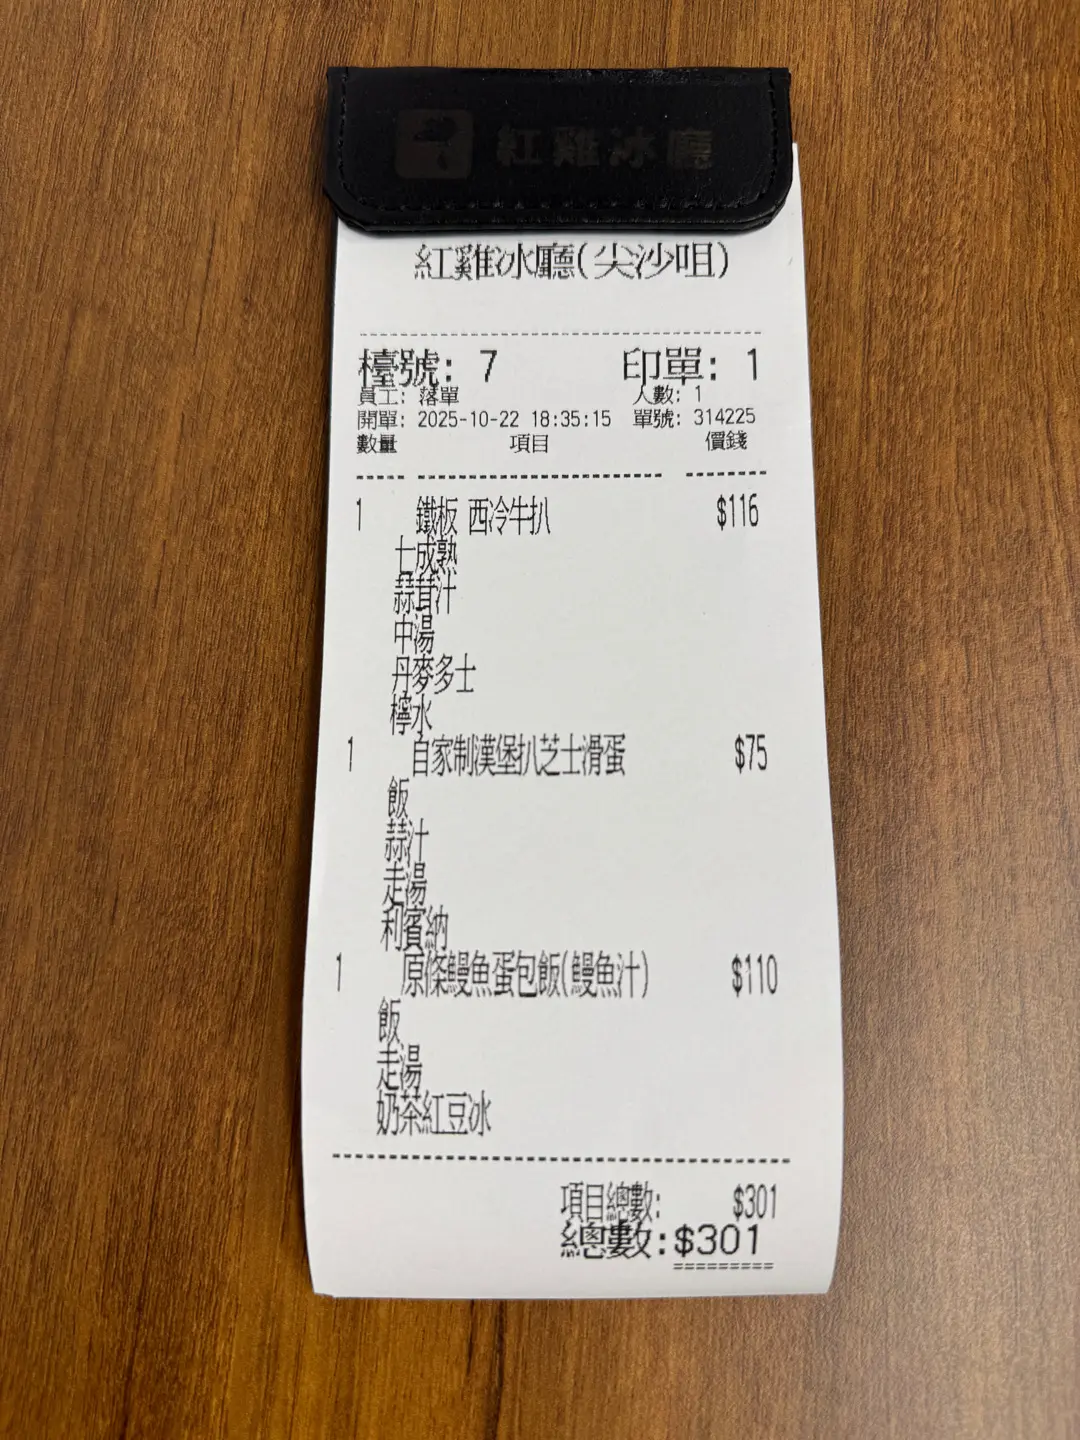 紅雞冰廳
紅雞冰廳(尖沙咀)
檯號: 7 印單: 1
員工: 落單 人數: 1
開單: 2025-10-22 18:35:15 單號: 314225
數量 項目 價錢
1 鐵板 西冷牛扒 $116
七成熟
蒜茸汁
中湯
丹麥多士
檸水
1 自家制漢堡扒芝士滑蛋 $75
飯
蒜汁
走湯
利賓納
1 原條鰻魚蛋包飯(鰻魚汁) $110
飯
走湯
奶茶紅豆冰
項目總數: $301
總數:$301